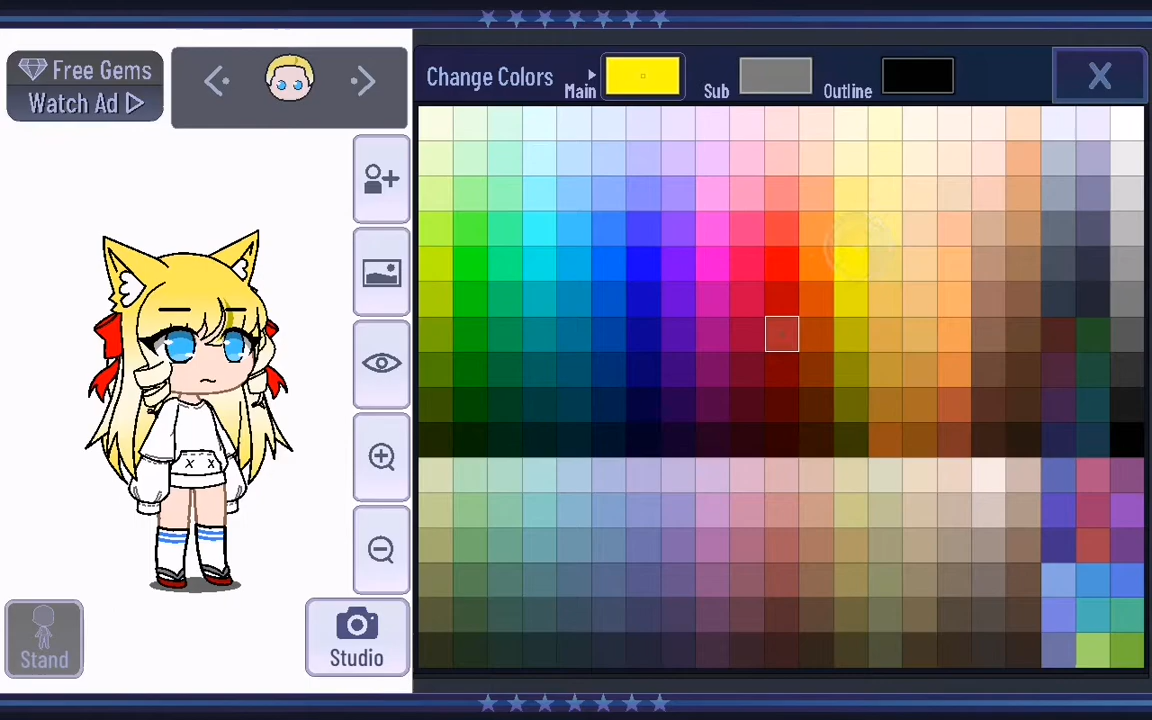 Free Gems
Watch Ad
Change Colors
Main
Sub
Outline
X
Stand
Studio